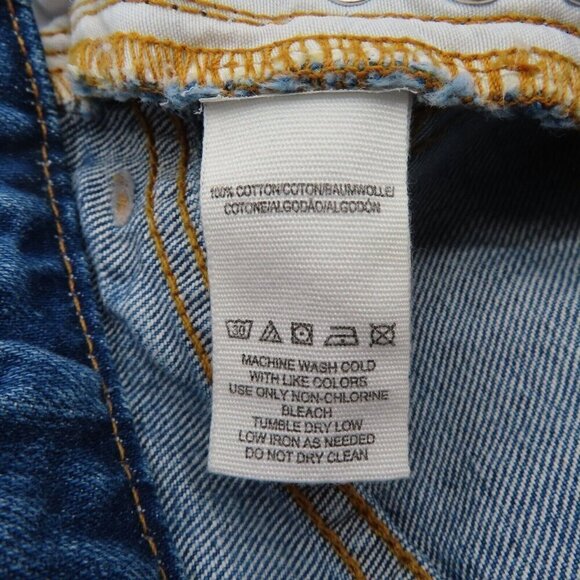 100% COTTON/COTON/BAUMWOLLE/
COTONE/ALGODÃO/ALGODÓN
30
MACHINE WASH COLD
WITH LIKE COLORS
USE ONLY NON-CHLORINE
BLEACH
TUMBLE DRY LOW
LOW IRON AS NEEDED
DO NOT DRY CLEAN